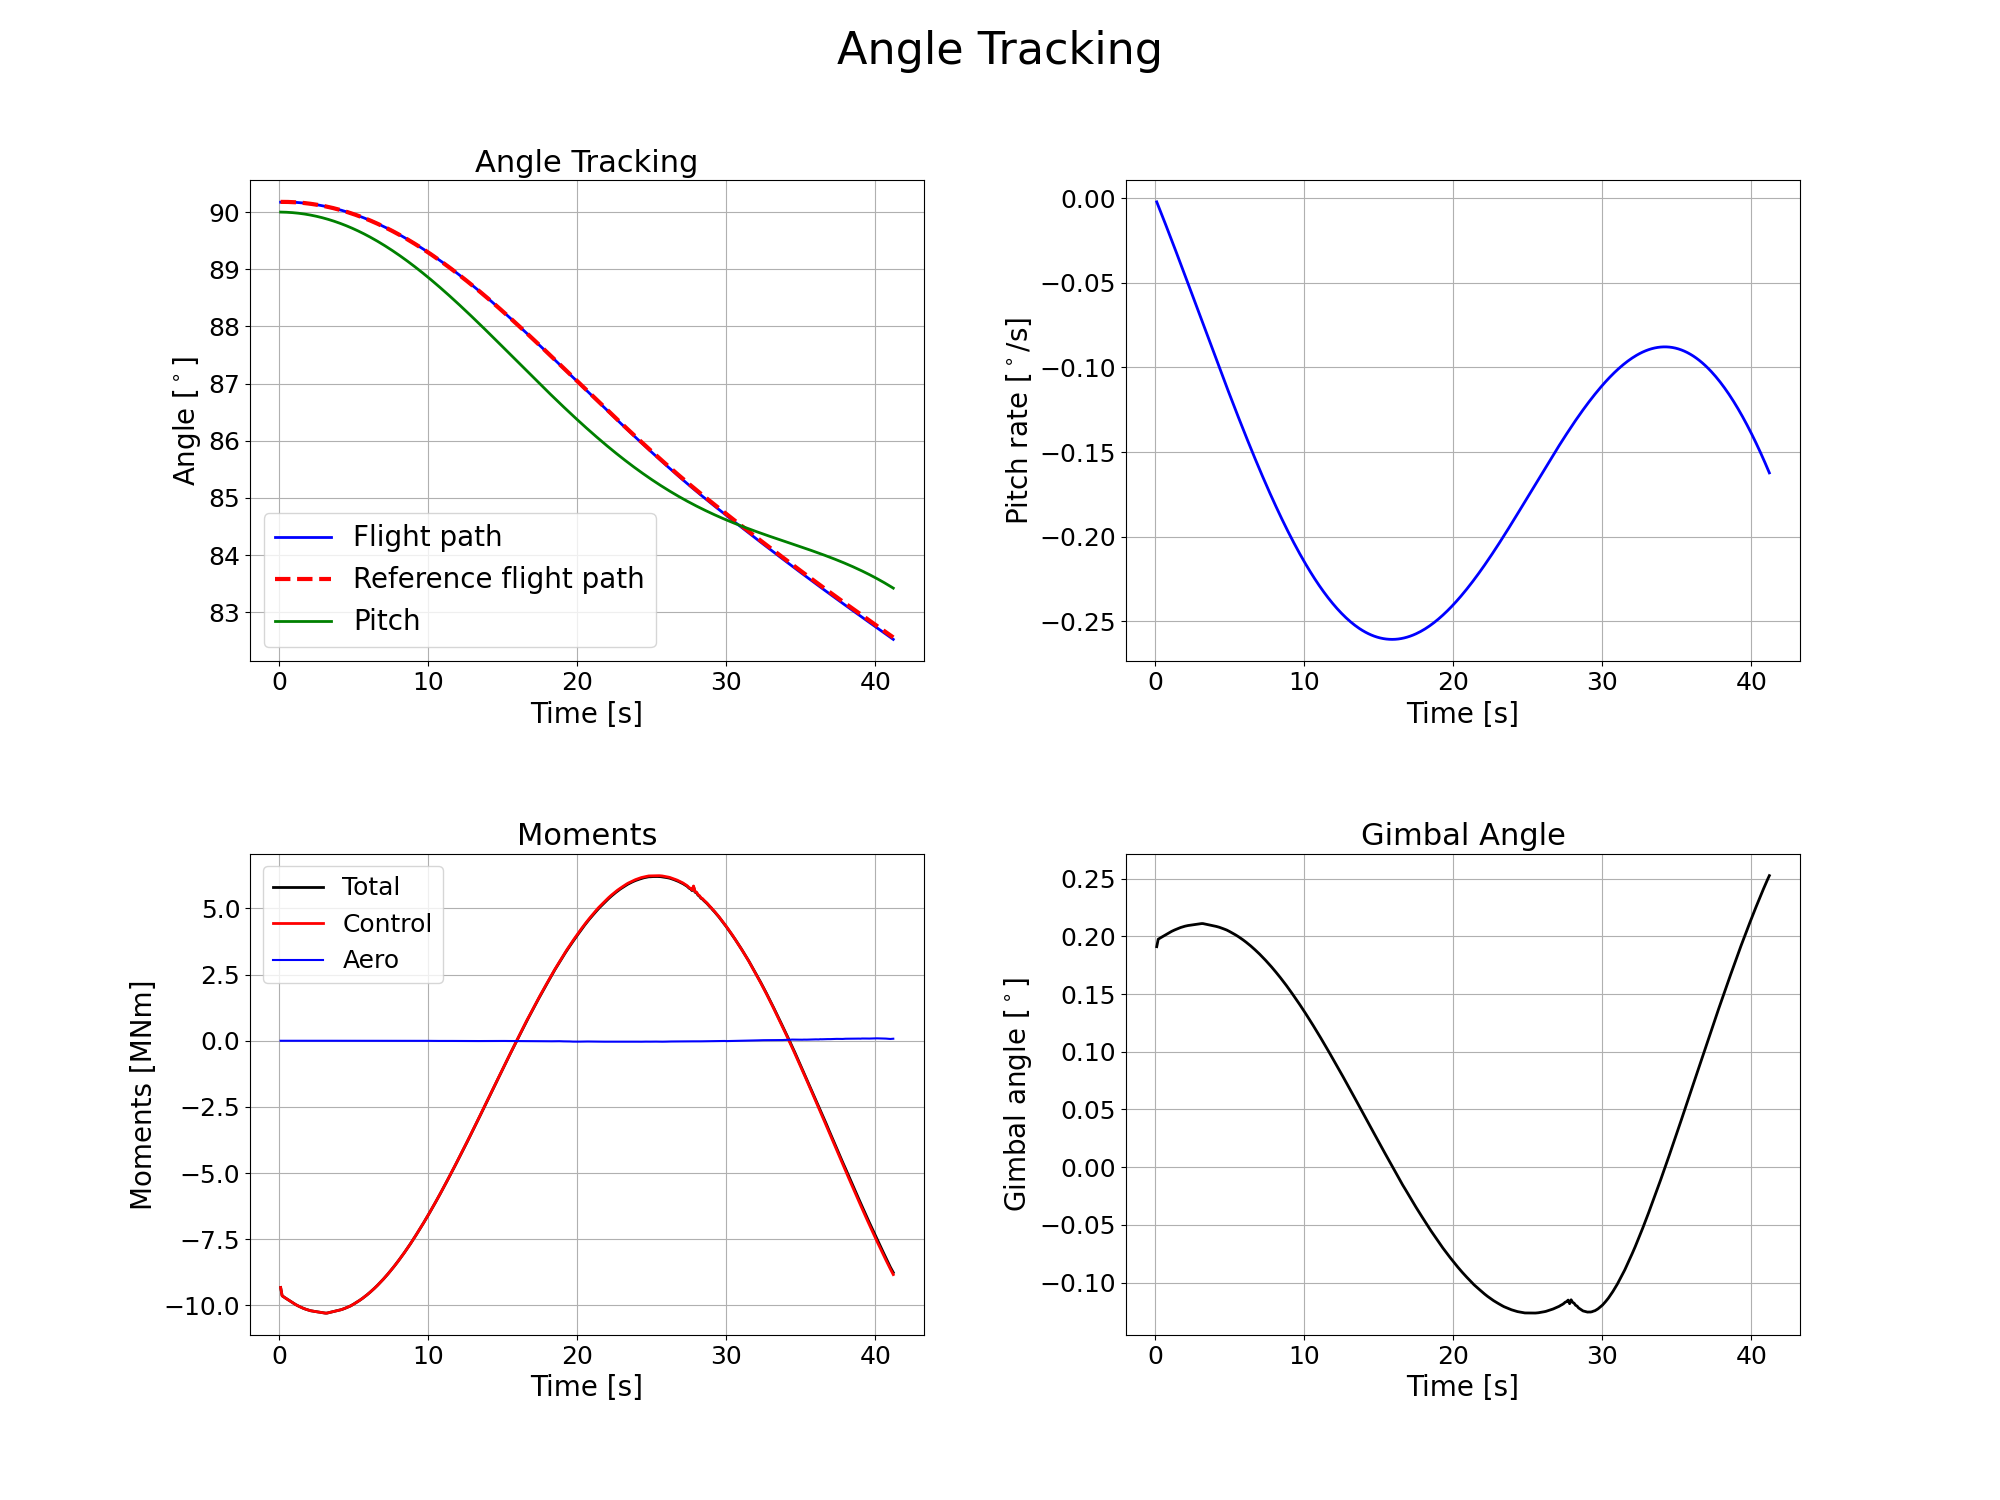 Angle Tracking
Angle Tracking
90
89
88
87
86
85
84
83
Angle [°]
Flight path
Reference flight path
Pitch
0 10 20 30 40
Time [s]
0.00
−0.05
−0.10
−0.15
−0.20
−0.25
Pitch rate [°/s]
0 10 20 30 40
Time [s]
Moments
Total
Control
Aero
5.0
2.5
0.0
−2.5
−5.0
−7.5
−10.0
Moments [MNm]
0 10 20 30 40
Time [s]
Gimbal Angle
0.25
0.20
0.15
0.10
0.05
0.00
−0.05
−0.10
Gimbal angle [°]
0 10 20 30 40
Time [s]